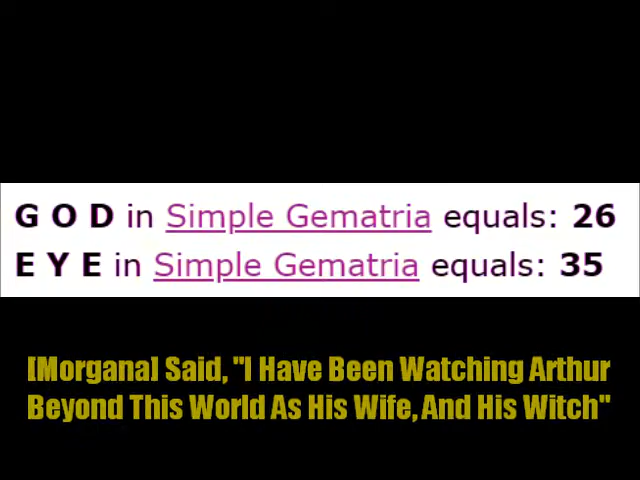 G O D in Simple Gematria equals: 26
E Y E in Simple Gematria equals: 35
[Morgana] Said, "I Have Been Watching Arthur
Beyond This World As His Wife, And His Witch"